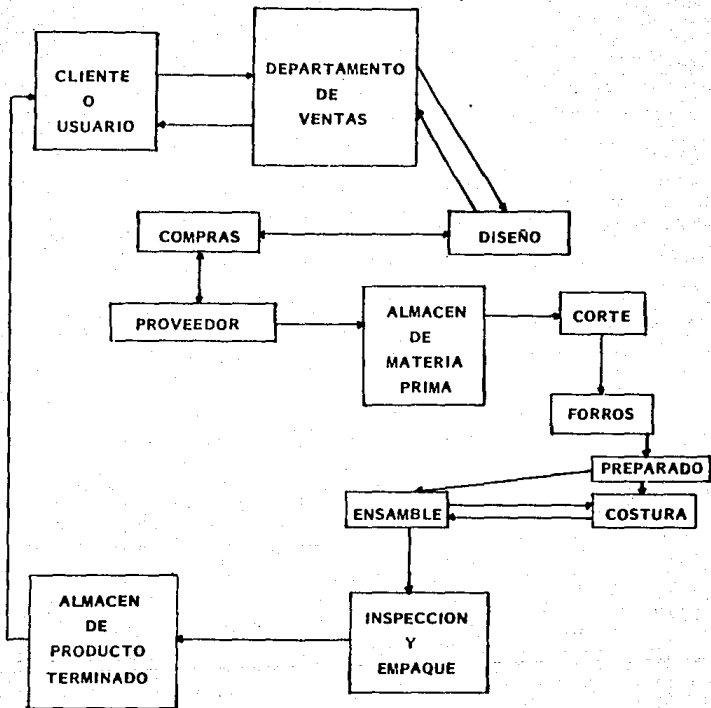 CLIENTE
O
USUARIO
DEPARTAMENTO
DE
VENTAS
COMPRAS
DISEÑO
PROVEEDOR
ALMACEN
DE
MATERIA
PRIMA
CORTE
FORROS
PREPARADO
ENSAMBLE
COSTURA
ALMACEN
DE
PRODUCTO
TERMINADO
INSPECCION
Y
EMPAQUE